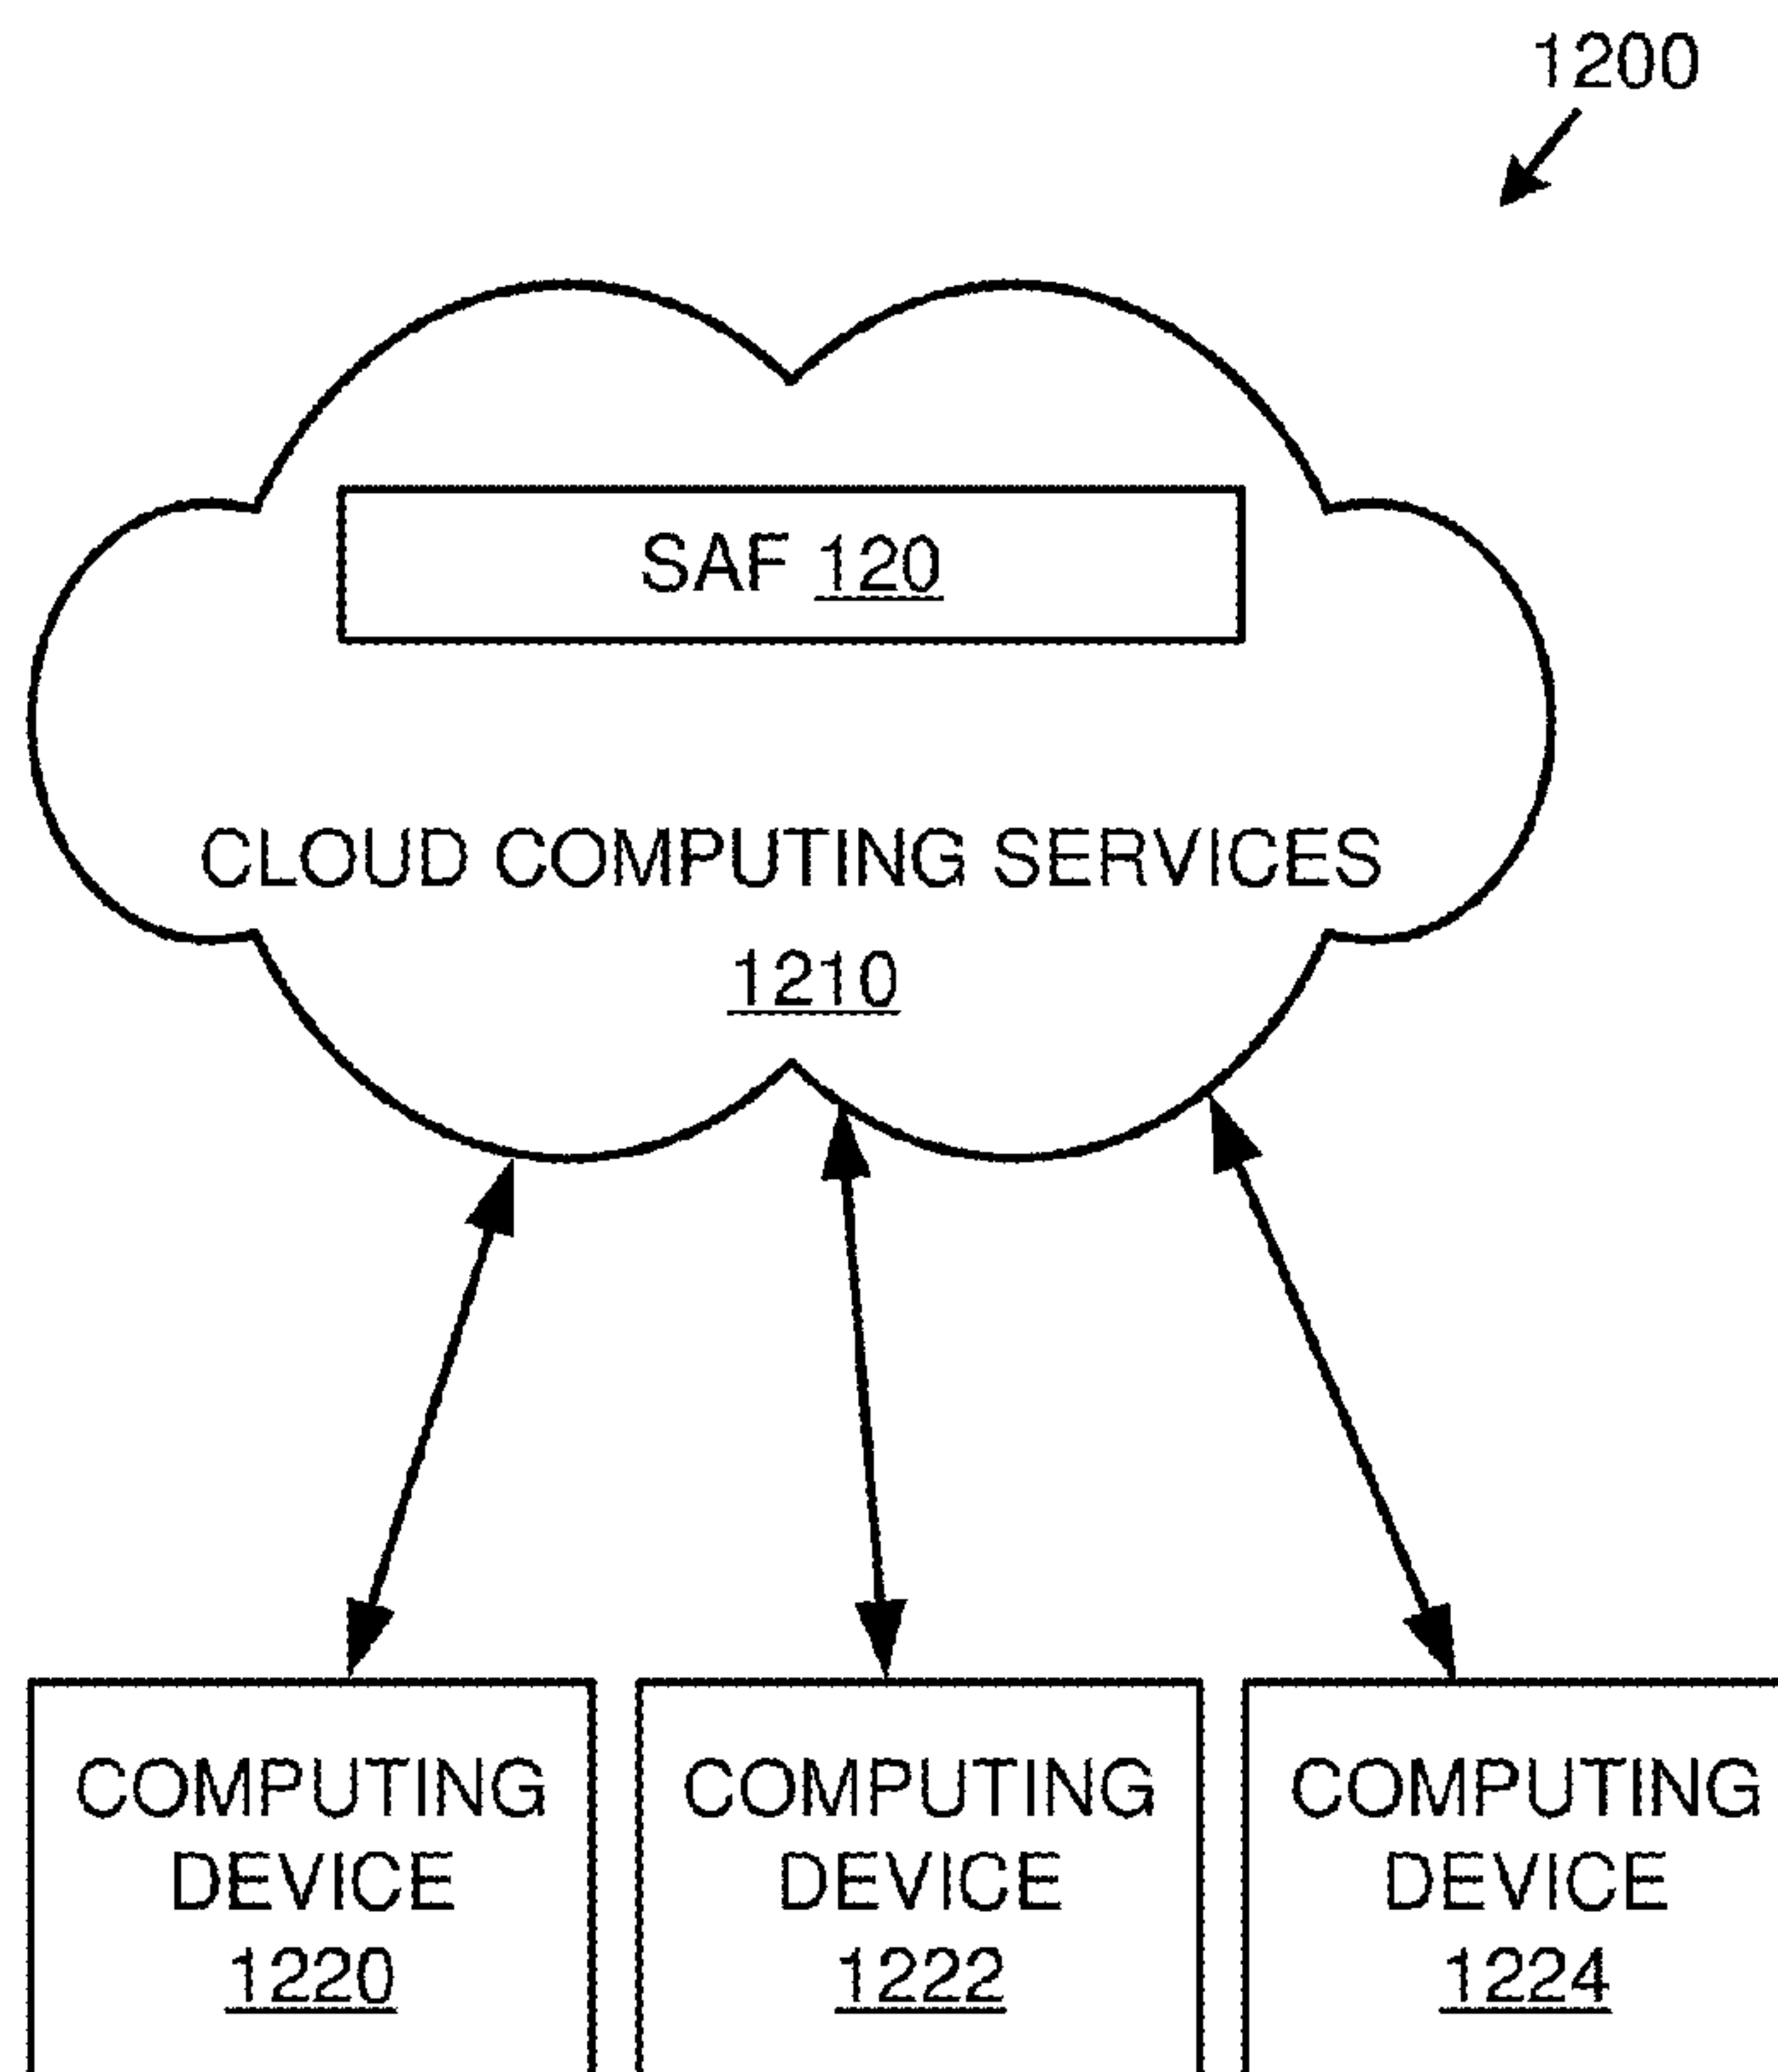 1200
SAF 120
CLOUD COMPUTING SERVICES
1210
COMPUTING
DEVICE
1220
COMPUTING
DEVICE
1222
COMPUTING
DEVICE
1224